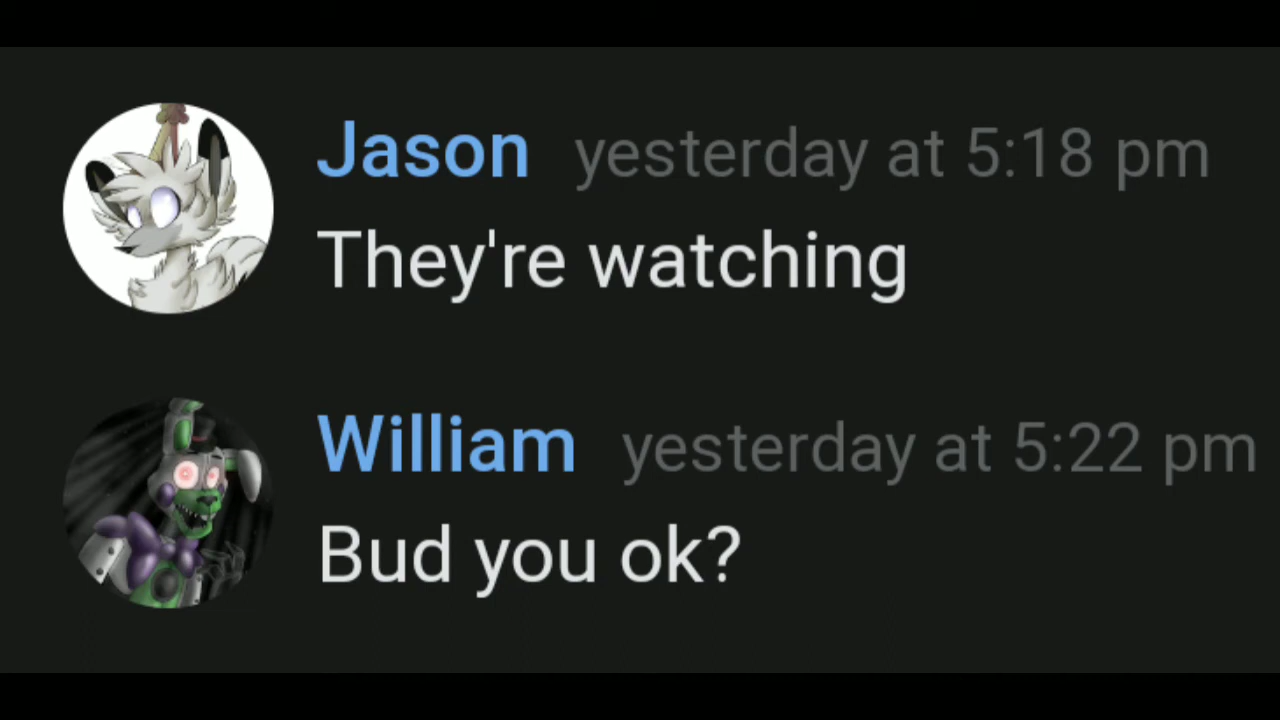 Jason yesterday at 5:18 pm
They're watching
William yesterday at 5:22 pm
Bud you ok?